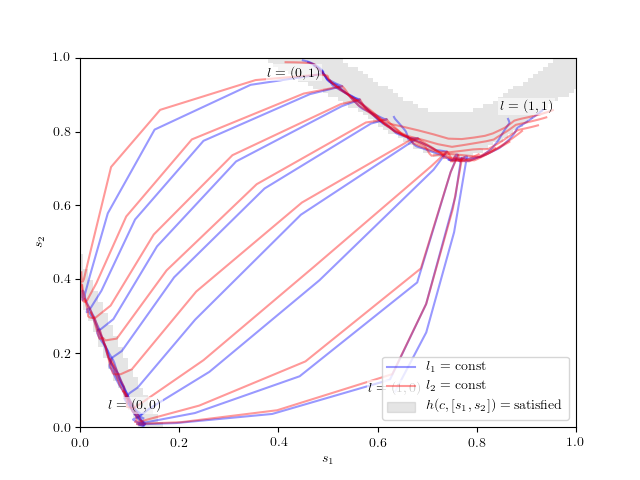 1.0
0.8
0.6
0.4
0.2
0.0
s₂
l = (0, 1)
l = (1, 1)
l = (0, 0)
l = (1, 0)
l₁ = const
l₂ = const
h(c, [s₁, s₂]) = satisfied
0.0 0.2 0.4 0.6 0.8 1.0
s₁